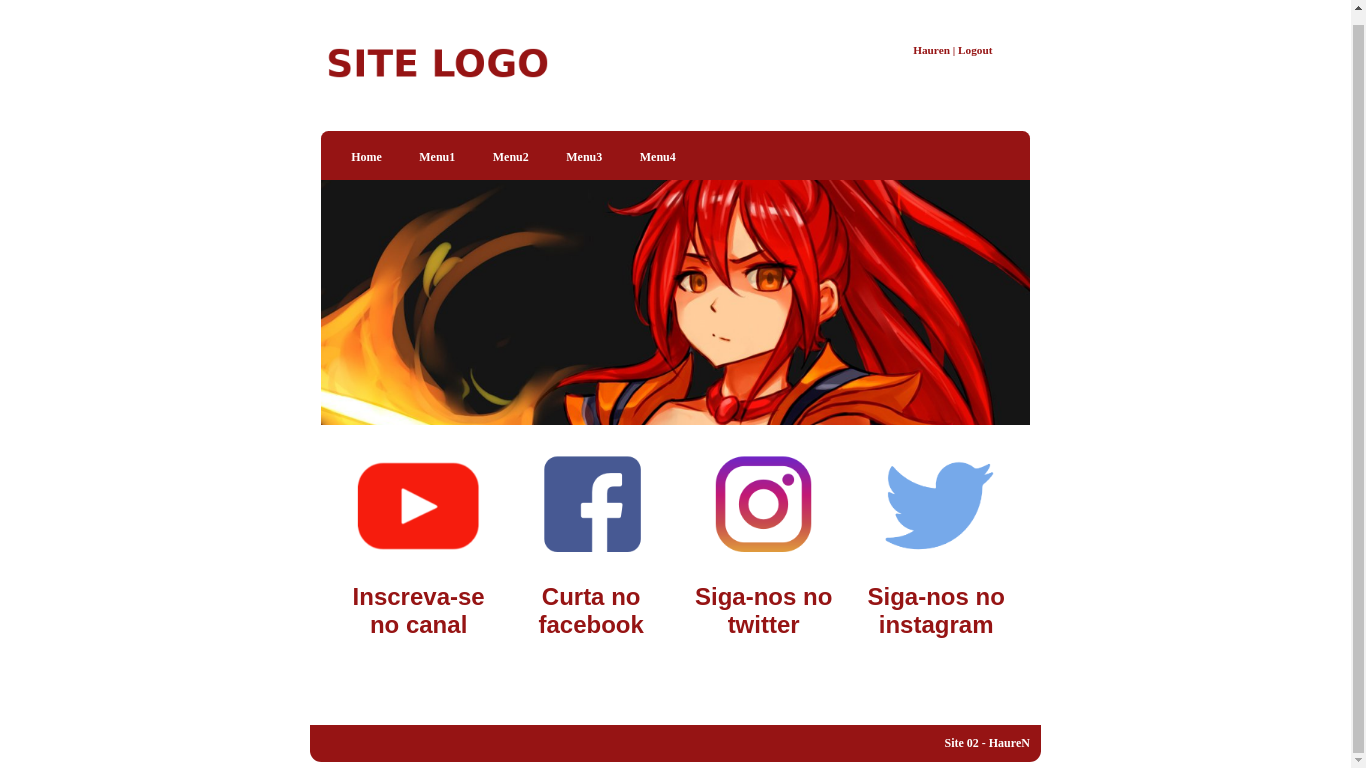 SITE LOGO
Hauren | Logout
Home Menu1 Menu2 Menu3 Menu4
Inscreva-se
no canal
Curta no
facebook
Siga-nos no
twitter
Siga-nos no
instagram
Site 02 - HaureN